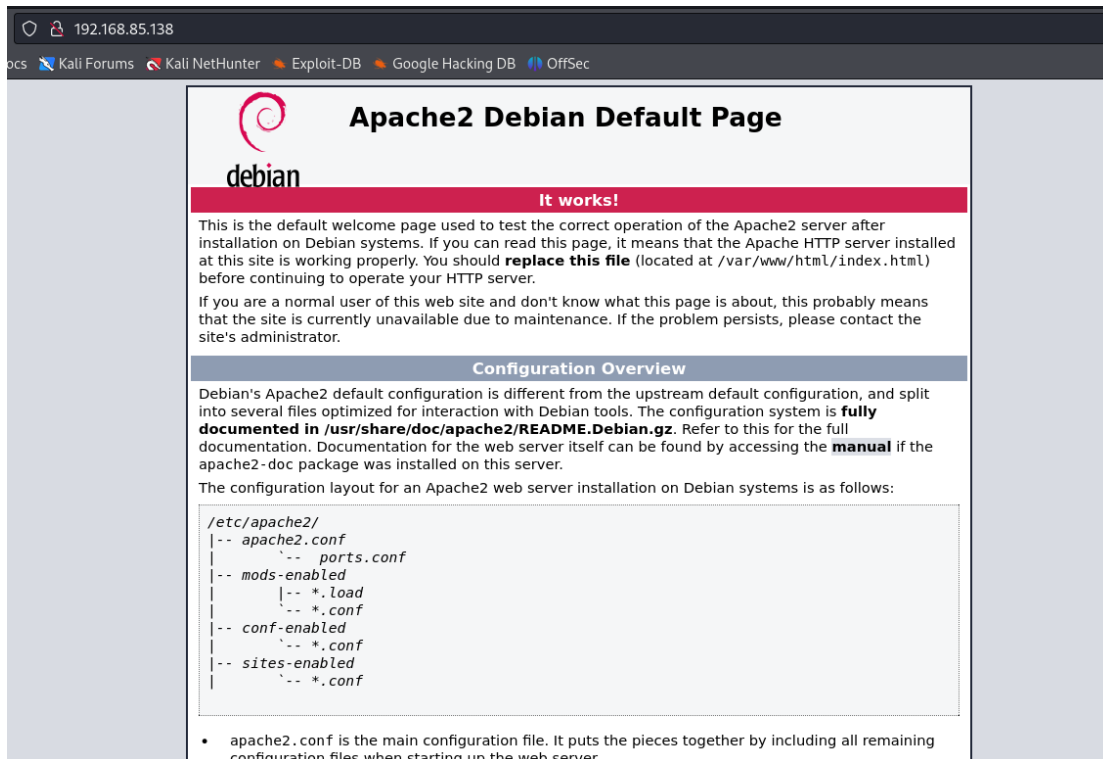 192.168.85.138
ocs Kali Forums Kali NetHunter Exploit-DB Google Hacking DB OffSec
debian
Apache2 Debian Default Page
It works!
This is the default welcome page used to test the correct operation of the Apache2 server after
installation on Debian systems. If you can read this page, it means that the Apache HTTP server installed
at this site is working properly. You should replace this file (located at /var/www/html/index.html)
before continuing to operate your HTTP server.
If you are a normal user of this web site and don't know what this page is about, this probably means
that the site is currently unavailable due to maintenance. If the problem persists, please contact the
site's administrator.
Configuration Overview
Debian's Apache2 default configuration is different from the upstream default configuration, and split
into several files optimized for interaction with Debian tools. The configuration system is fully
documented in /usr/share/doc/apache2/README.Debian.gz. Refer to this for the full
documentation. Documentation for the web server itself can be found by accessing the manual if the
apache2-doc package was installed on this server.
The configuration layout for an Apache2 web server installation on Debian systems is as follows:
/etc/apache2/
|-- apache2.conf
|       `--  ports.conf
|-- mods-enabled
|       |-- *.load
|       `-- *.conf
|-- conf-enabled
|       `-- *.conf
|-- sites-enabled
|       `-- *.conf
• apache2.conf is the main configuration file. It puts the pieces together by including all remaining
configuration files when starting up the web server.